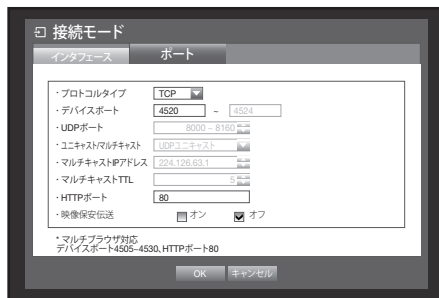 接続モード
インタフェース ポート
・プロトコルタイプ TCP
・デバイスポート 4520 ~ 4524
・UDPポート 8000 ~ 8160
・ユニキャスト/マルチキャスト UDPユニキャスト
・マルチキャストIPアドレス 224.126.63.1
・マルチキャストTTL 5
・HTTPポート 80
・映像保安伝送 オン オフ
* マルチブラウザ対応
デバイスポート4505~4530、HTTPポート80
OK キャンセル